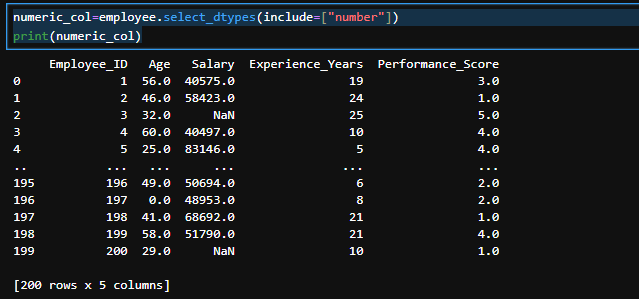 numeric_col=employee.select_dtypes(include=["number"])
print(numeric_col)
Employee_ID Age Salary Experience_Years Performance_Score
0 1 56.0 40575.0 19 3.0
1 2 46.0 58423.0 24 1.0
2 3 32.0 NaN 25 5.0
3 4 60.0 40497.0 10 4.0
4 5 25.0 83146.0 5 4.0
.. ... ... ... ... ...
195 196 49.0 50694.0 6 2.0
196 197 0.0 48953.0 8 2.0
197 198 41.0 68692.0 21 1.0
198 199 58.0 51790.0 21 4.0
199 200 29.0 NaN 10 1.0
[200 rows x 5 columns]